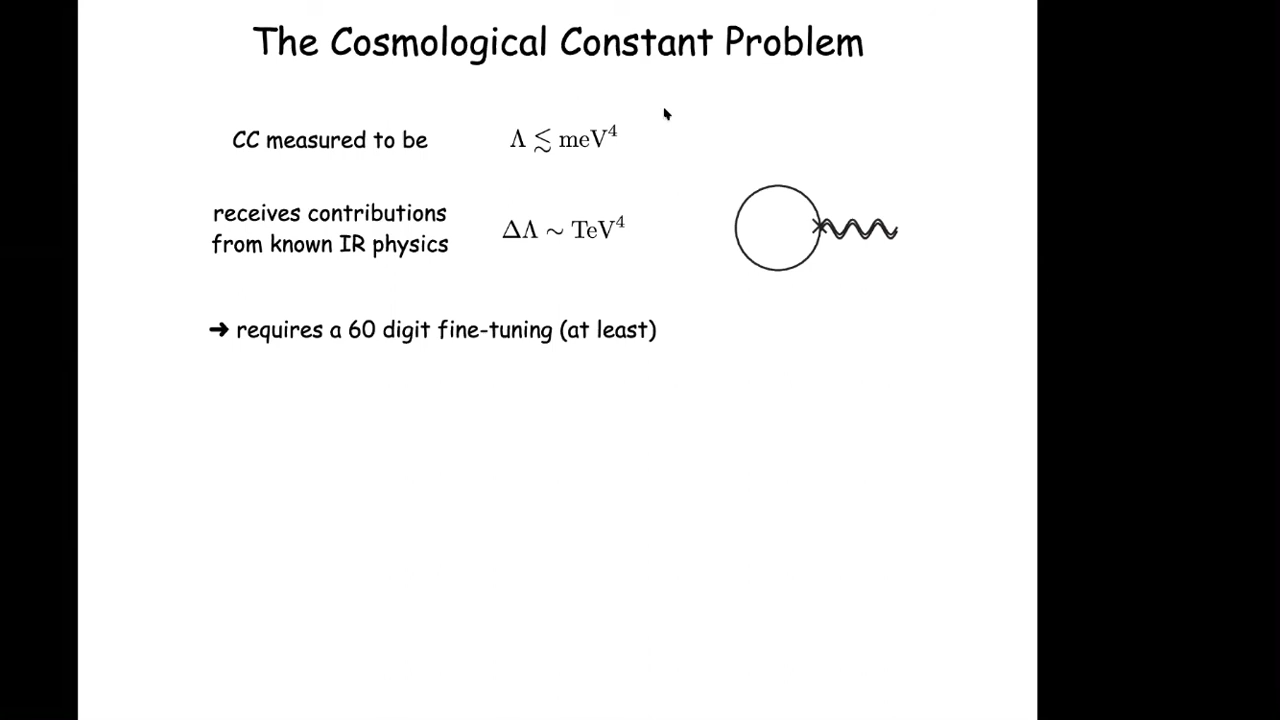 The Cosmological Constant Problem
CC measured to be Λ ≲ meV⁴
receives contributions
from known IR physics ΔΛ ∼ TeV⁴
➜ requires a 60 digit fine-tuning (at least)